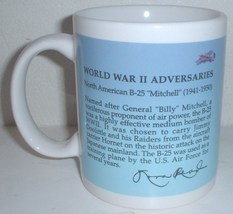 WORLD WAR II ADVERSARIES
North American B-25 "Mitchell" (1941-1950)
Named after General "Billy" Mitchell, a
vociferous proponent of air power, the B-25
was a highly effective medium bomber of
WWII. It was chosen to carry Jimmy
Doolittle and his Raiders from the aircraft
carrier Hornet on the historic attack on the
Japanese mainland. The B-25 was used as a
training plane by the U.S. Air Force for
several years.